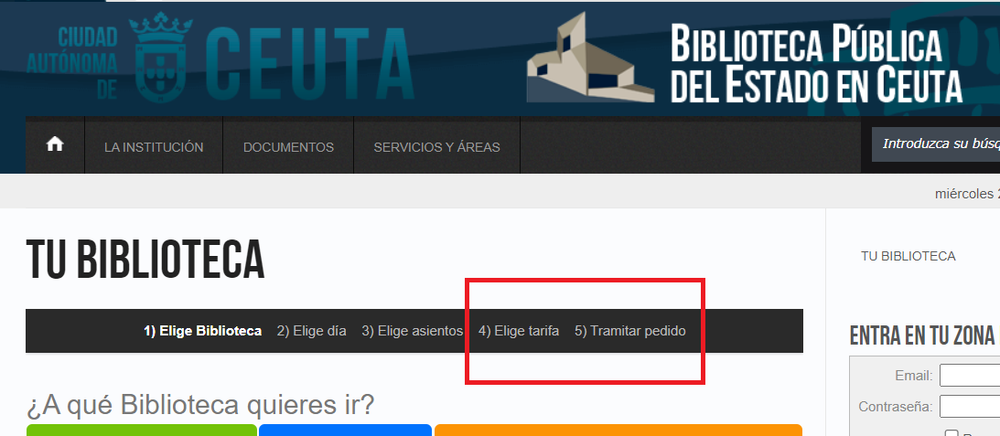 CIUDAD
AUTÓNOMA
DE
CEUTA
BIBLIOTECA PÚBLICA
DEL ESTADO EN CEUTA
LA INSTITUCIÓN
DOCUMENTOS
SERVICIOS Y ÁREAS
Introduzca su búsq
miércoles 2
TU BIBLIOTECA
TU BIBLIOTECA
1) Elige Biblioteca 2) Elige día 3) Elige asientos 4) Elige tarifa 5) Tramitar pedido
ENTRA EN TU ZONA
Email:
Contraseña:
¿A qué Biblioteca quieres ir?